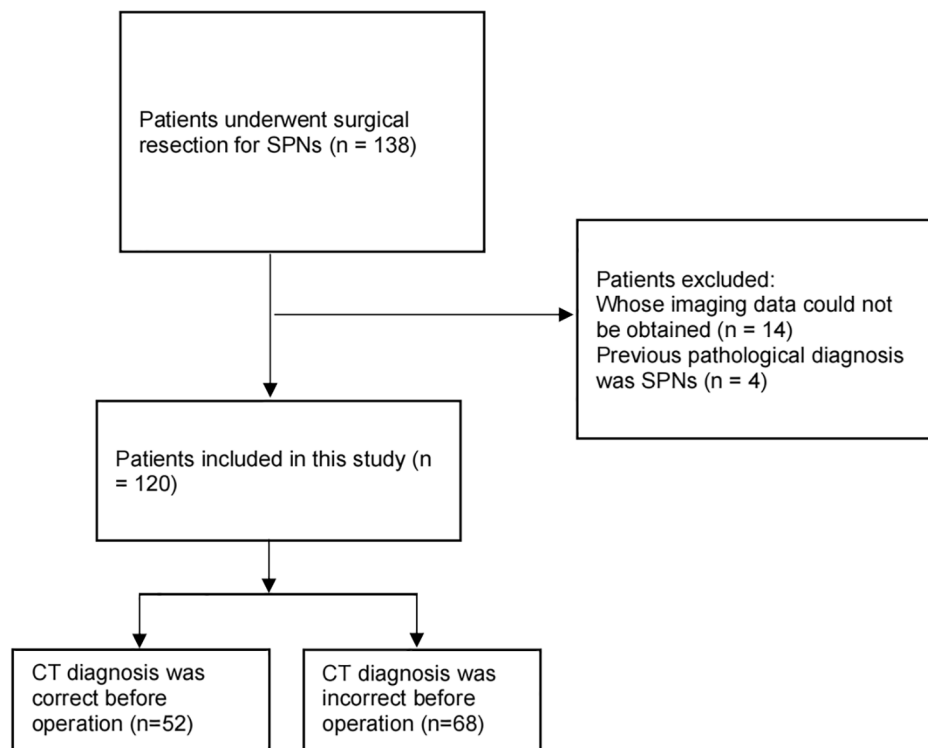 Patients underwent surgical
resection for SPNs (n = 138)
Patients excluded:
Whose imaging data could not
be obtained (n = 14)
Previous pathological diagnosis
was SPNs (n = 4)
Patients included in this study (n
= 120)
CT diagnosis was
correct before
operation (n=52)
CT diagnosis was
incorrect before
operation (n=68)